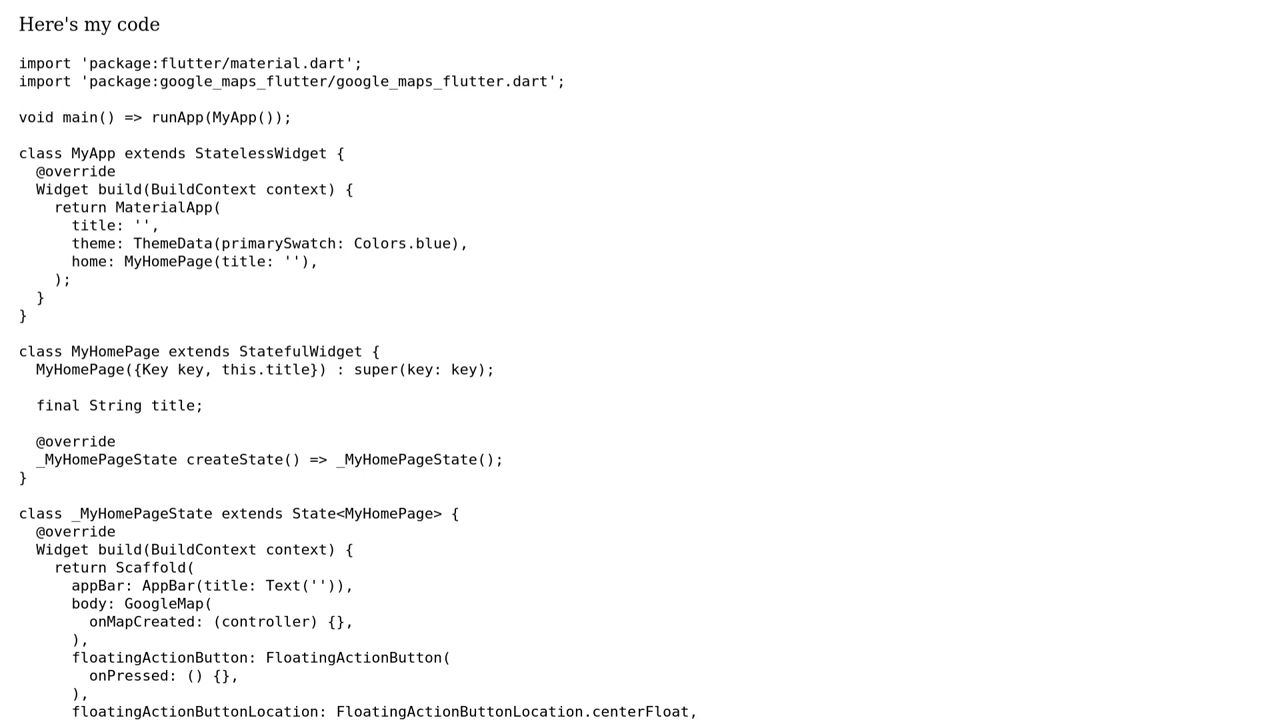 Here's my code
import 'package:flutter/material.dart';
import 'package:google_maps_flutter/google_maps_flutter.dart';
void main() => runApp(MyApp());
class MyApp extends StatelessWidget {
  @override
  Widget build(BuildContext context) {
    return MaterialApp(
      title: '',
      theme: ThemeData(primarySwatch: Colors.blue),
      home: MyHomePage(title: ''),
    );
  }
}
class MyHomePage extends StatefulWidget {
  MyHomePage({Key key, this.title}) : super(key: key);
  final String title;
  @override
  _MyHomePageState createState() => _MyHomePageState();
}
class _MyHomePageState extends State<MyHomePage> {
  @override
  Widget build(BuildContext context) {
    return Scaffold(
      appBar: AppBar(title: Text('')),
      body: GoogleMap(
        onMapCreated: (controller) {},
      ),
      floatingActionButton: FloatingActionButton(
        onPressed: () {},
      ),
      floatingActionButtonLocation: FloatingActionButtonLocation.centerFloat,